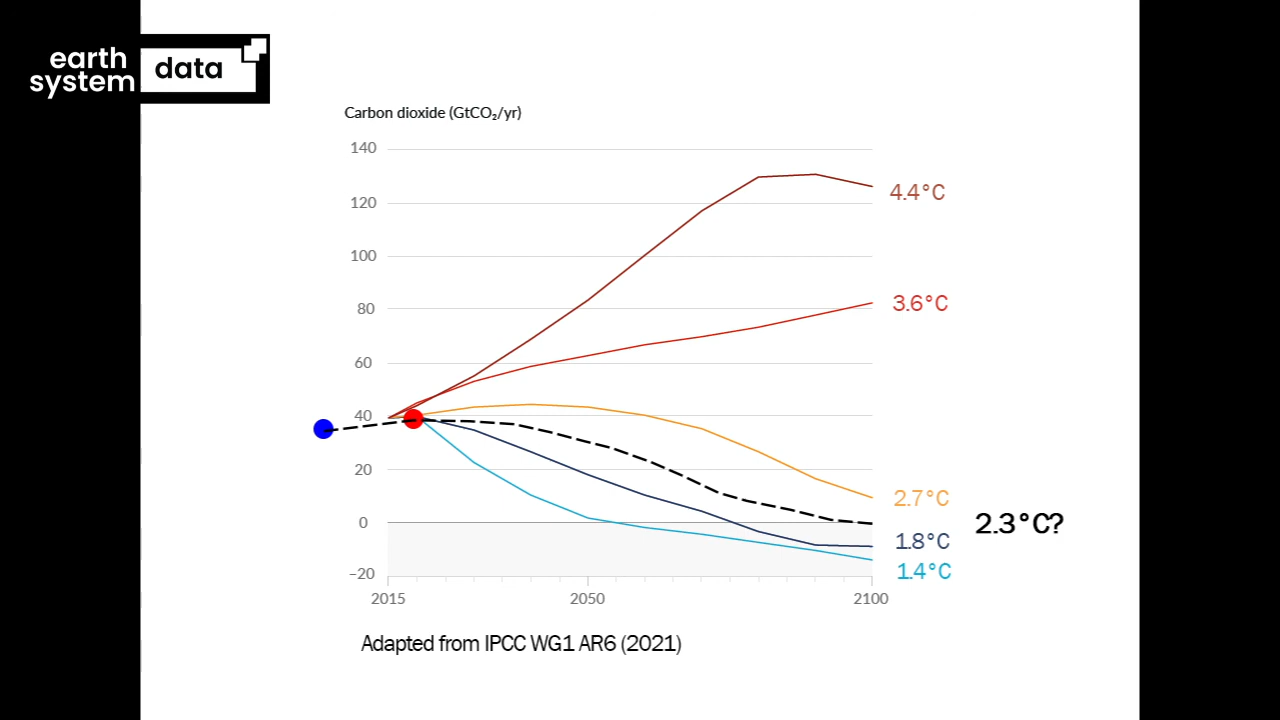 earth
system
data
Carbon dioxide (GtCO₂/yr)
140
120
100
80
60
40
20
0
–20
2015
2050
2100
4.4°C
3.6°C
2.7°C
2.3°C?
1.8°C
1.4°C
Adapted from IPCC WG1 AR6 (2021)